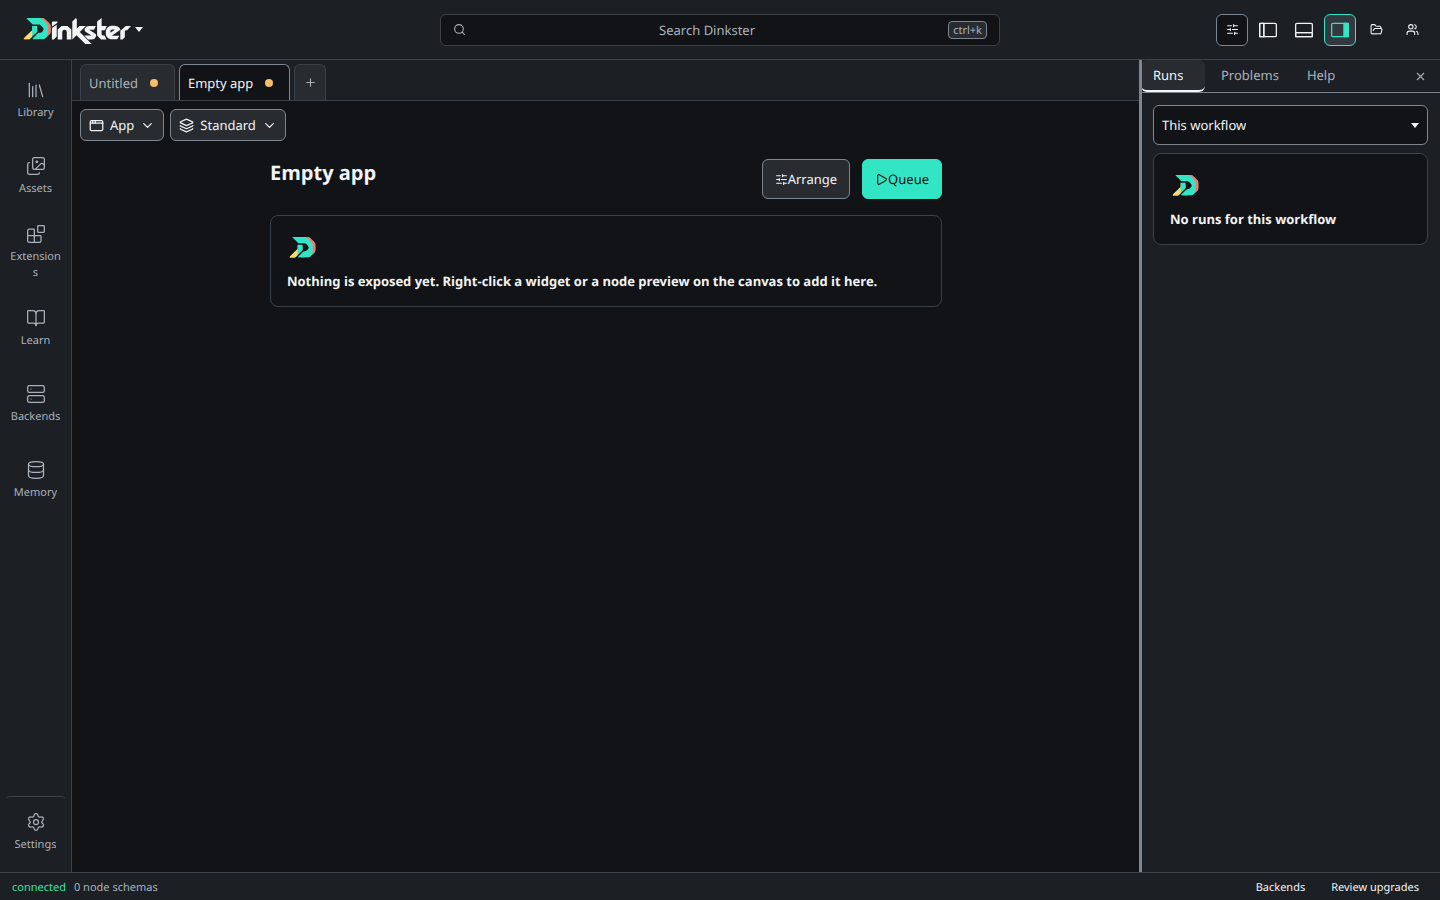 Dinkster
Search Dinkster
ctrl+k
Library
Assets
Extension
s
Learn
Backends
Memory
Settings
Untitled
Empty app
+
App
Standard
Empty app
Arrange
Queue
Nothing is exposed yet. Right-click a widget or a node preview on the canvas to add it here.
Runs
Problems
Help
This workflow
No runs for this workflow
connected
0 node schemas
Backends
Review upgrades